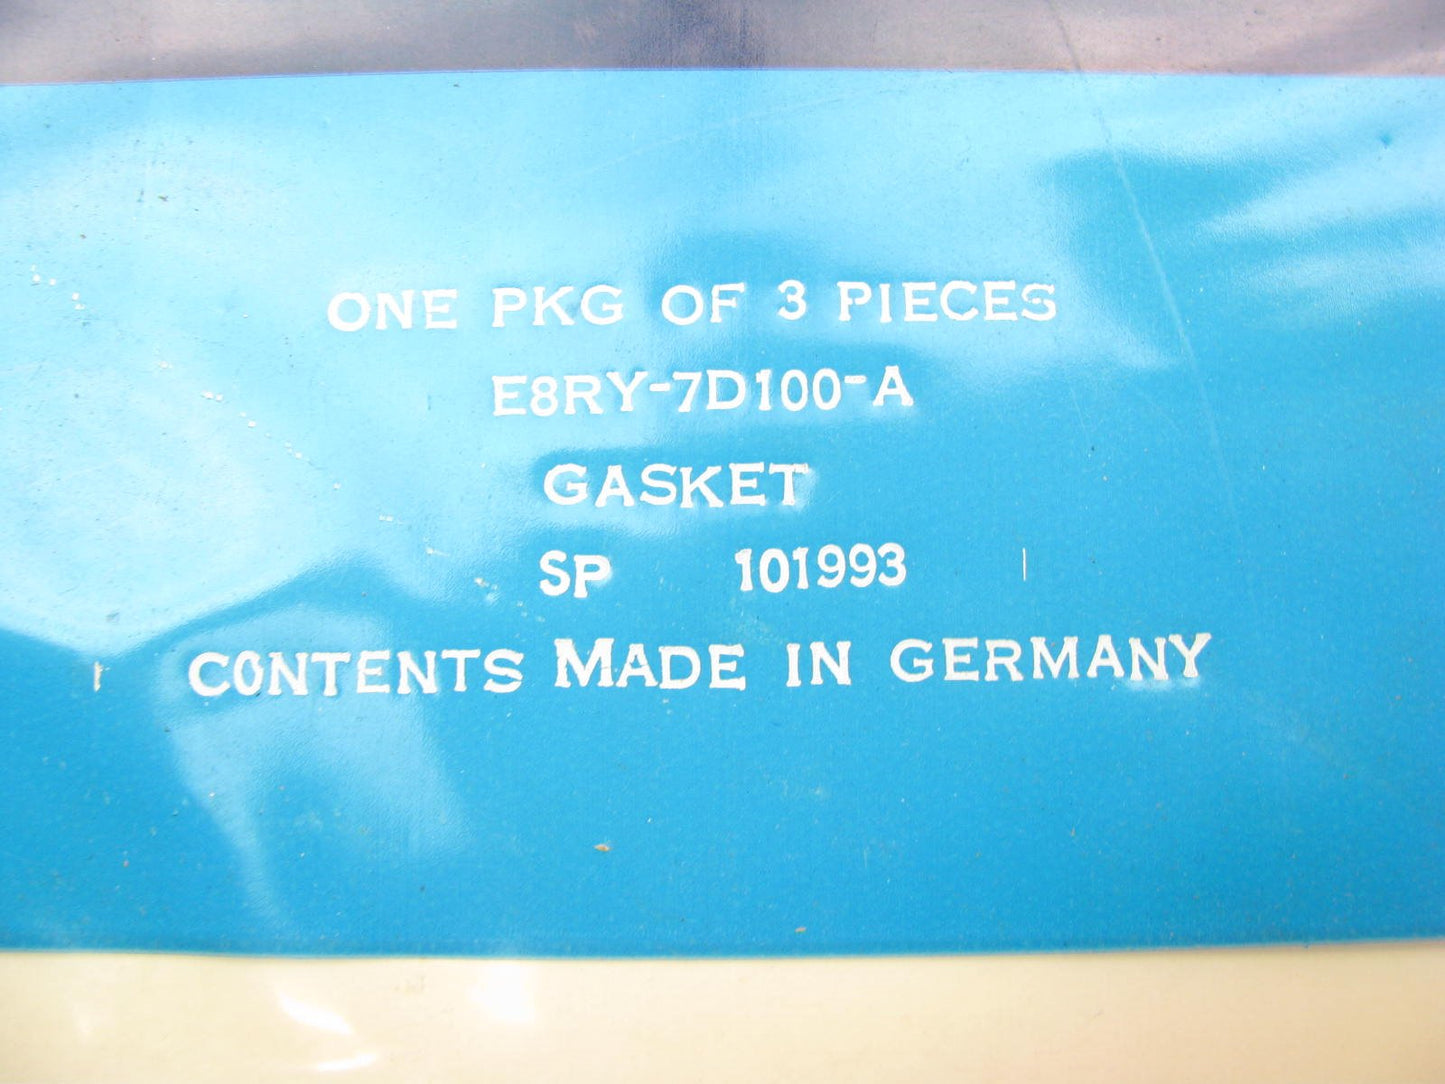 ONE PKG OF 3 PIECES
E8RY-7D100-A
GASKET
SP 101993
CONTENTS MADE IN GERMANY